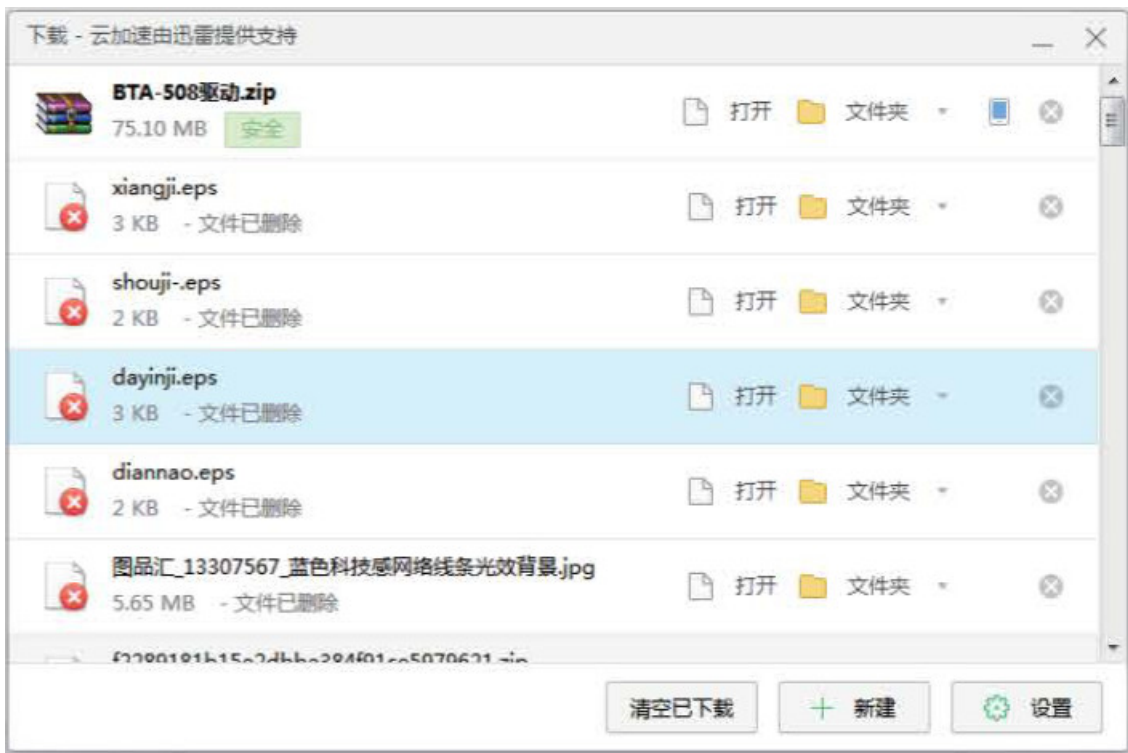 下载 - 云加速由迅雷提供支持
BTA-508驱动.zip
75.10 MB 安全
打开 文件夹
xiangji.eps
3 KB - 文件已删除
打开 文件夹
shouji-.eps
2 KB - 文件已删除
打开 文件夹
dayinji.eps
3 KB - 文件已删除
打开 文件夹
diannao.eps
2 KB - 文件已删除
打开 文件夹
图品汇_13307567_蓝色科技感网络线条光效背景.jpg
5.65 MB - 文件已删除
打开 文件夹
清空已下载 新建 设置